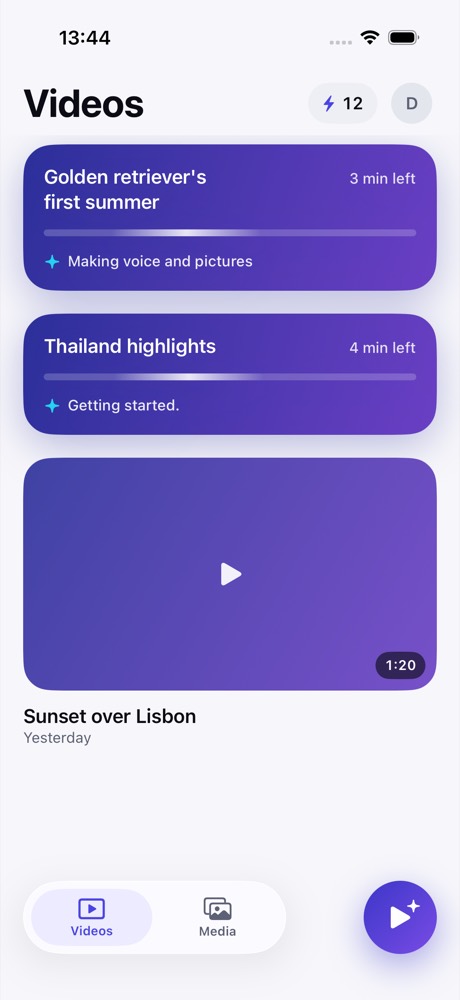 13:44
Videos
12
D
Golden retriever's
first summer
3 min left
Making voice and pictures
Thailand highlights
4 min left
Getting started.
1:20
Sunset over Lisbon
Yesterday
Videos
Media